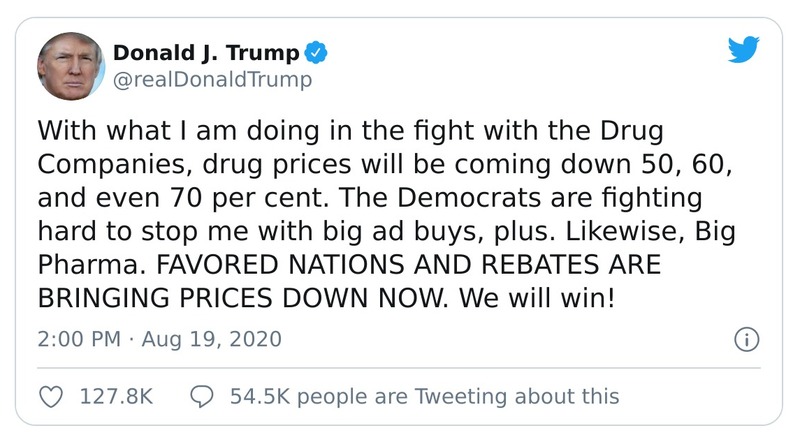 Donald J. Trump
@realDonaldTrump
With what I am doing in the fight with the Drug
Companies, drug prices will be coming down 50, 60,
and even 70 per cent. The Democrats are fighting
hard to stop me with big ad buys, plus. Likewise, Big
Pharma. FAVORED NATIONS AND REBATES ARE
BRINGING PRICES DOWN NOW. We will win!
2:00 PM · Aug 19, 2020
127.8K 54.5K people are Tweeting about this